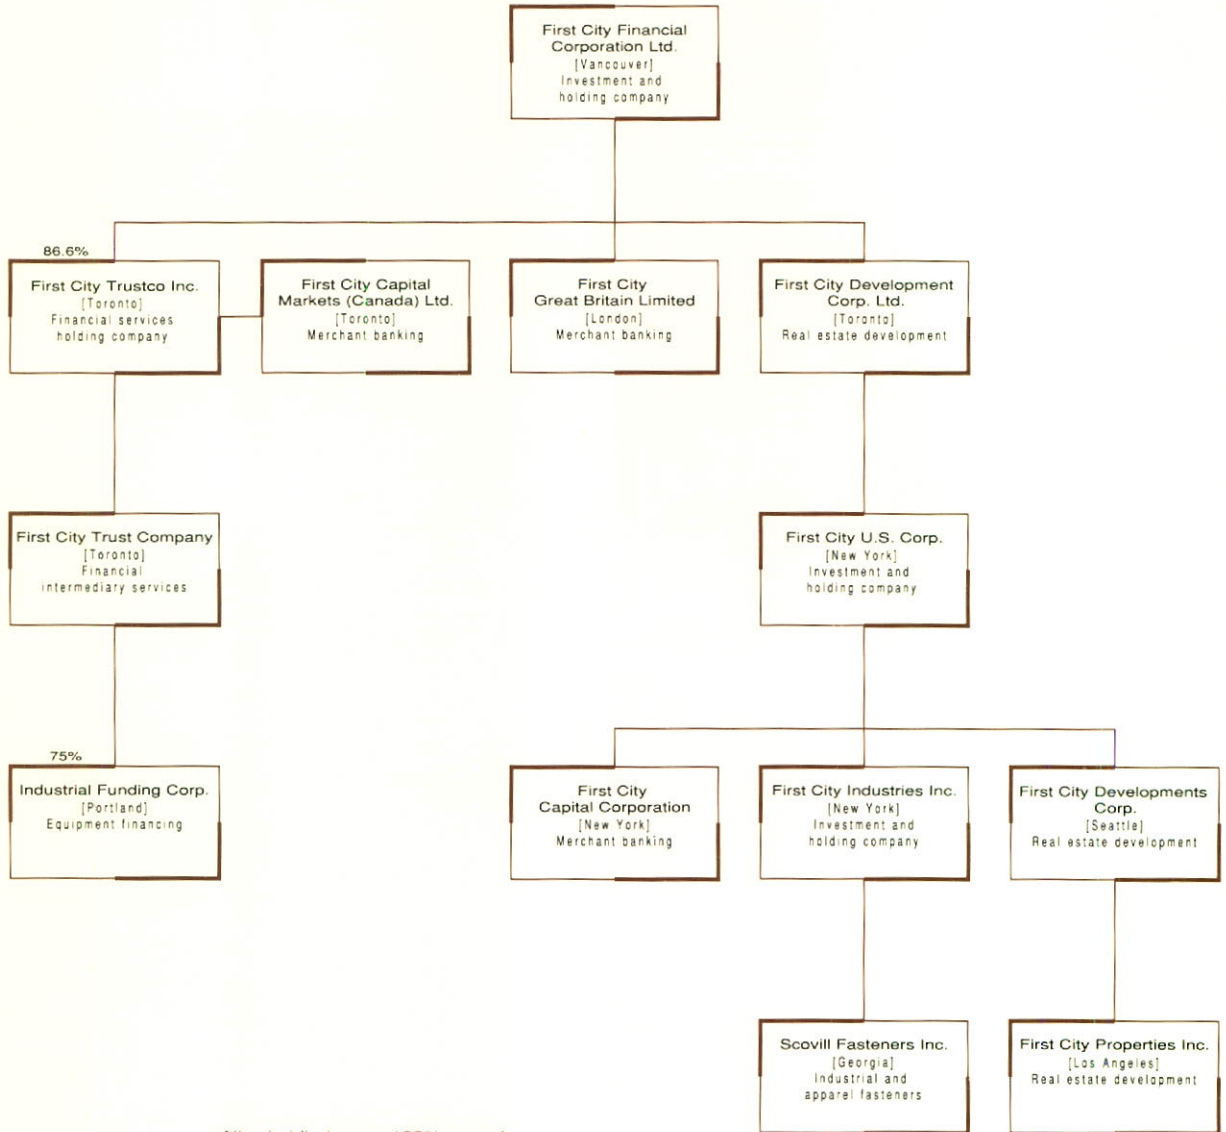 First City Financial
Corporation Ltd.
[Vancouver]
Investment and
holding company
86.6%
First City Trustco Inc.
[Toronto]
Financial services
holding company
First City Capital
Markets (Canada) Ltd.
[Toronto]
Merchant banking
First City
Great Britain Limited
[London]
Merchant banking
First City Development
Corp. Ltd.
[Toronto]
Real estate development
First City Trust Company
[Toronto]
Financial
intermediary services
First City U.S. Corp.
[New York]
Investment and
holding company
75%
Industrial Funding Corp.
[Portland]
Equipment financing
First City
Capital Corporation
[New York]
Merchant banking
First City Industries Inc.
[New York]
Investment and
holding company
First City Developments
Corp.
[Seattle]
Real estate development
Scovill Fasteners Inc.
[Georgia]
Industrial and
apparel fasteners
First City Properties Inc.
[Los Angeles]
Real estate development